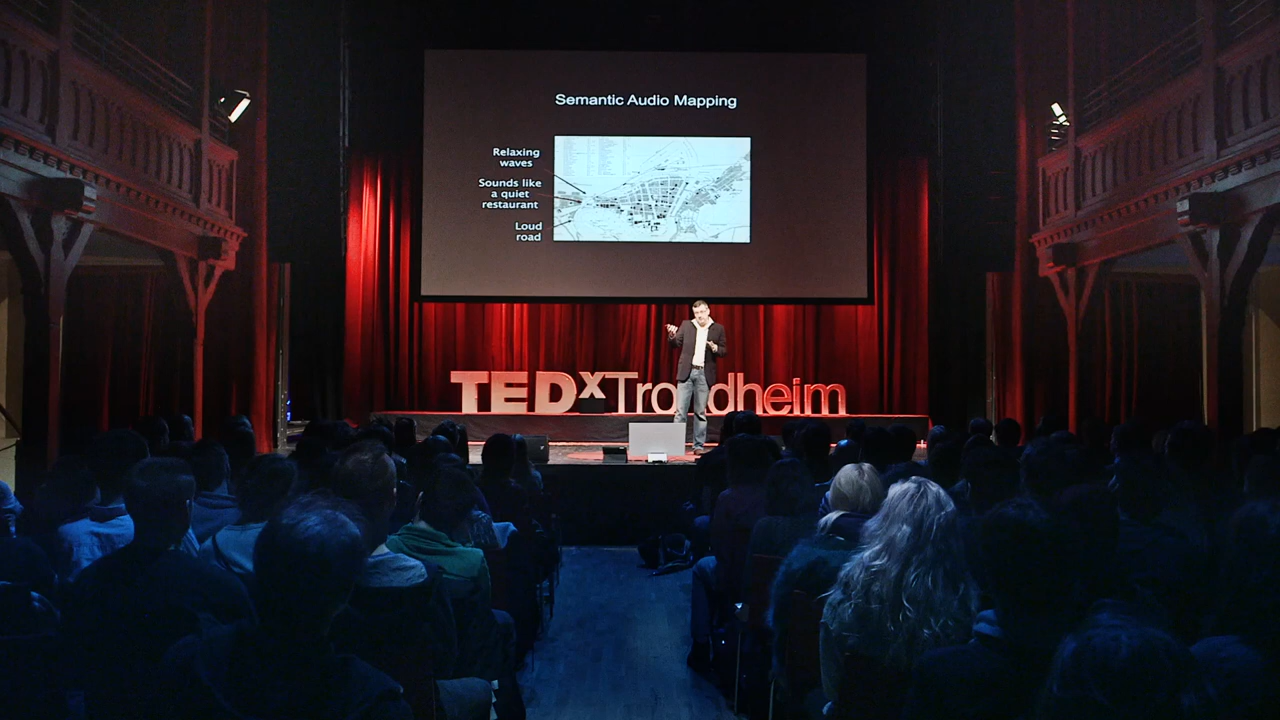 Semantic Audio Mapping
Relaxing
waves
Sounds like
a quiet
restaurant
Loud
road
TEDxTrondheim